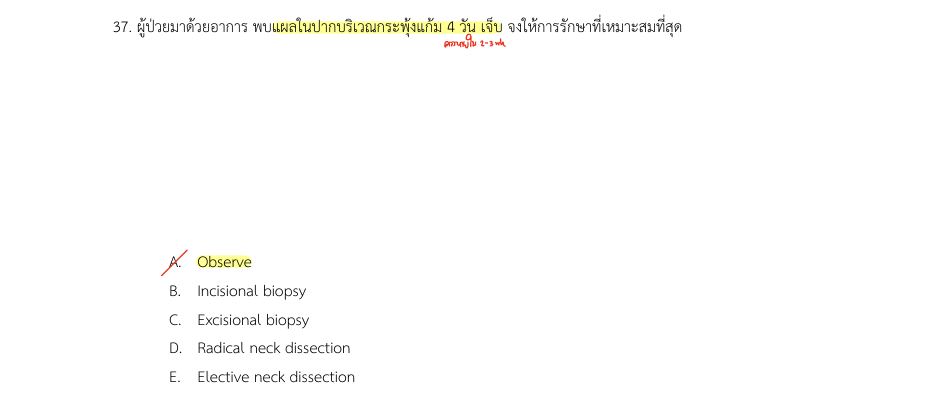 37. ผู้ป่วยมาด้วยอาการ พบแผลในปากบริเวณกระพุ้งแก้ม 4 วัน เจ็บ จงให้การรักษาที่เหมาะสมที่สุด
2-3
A. Observe
B. Incisional biopsy
C. Excisional biopsy
D. Radical neck dissection
E. Elective neck dissection